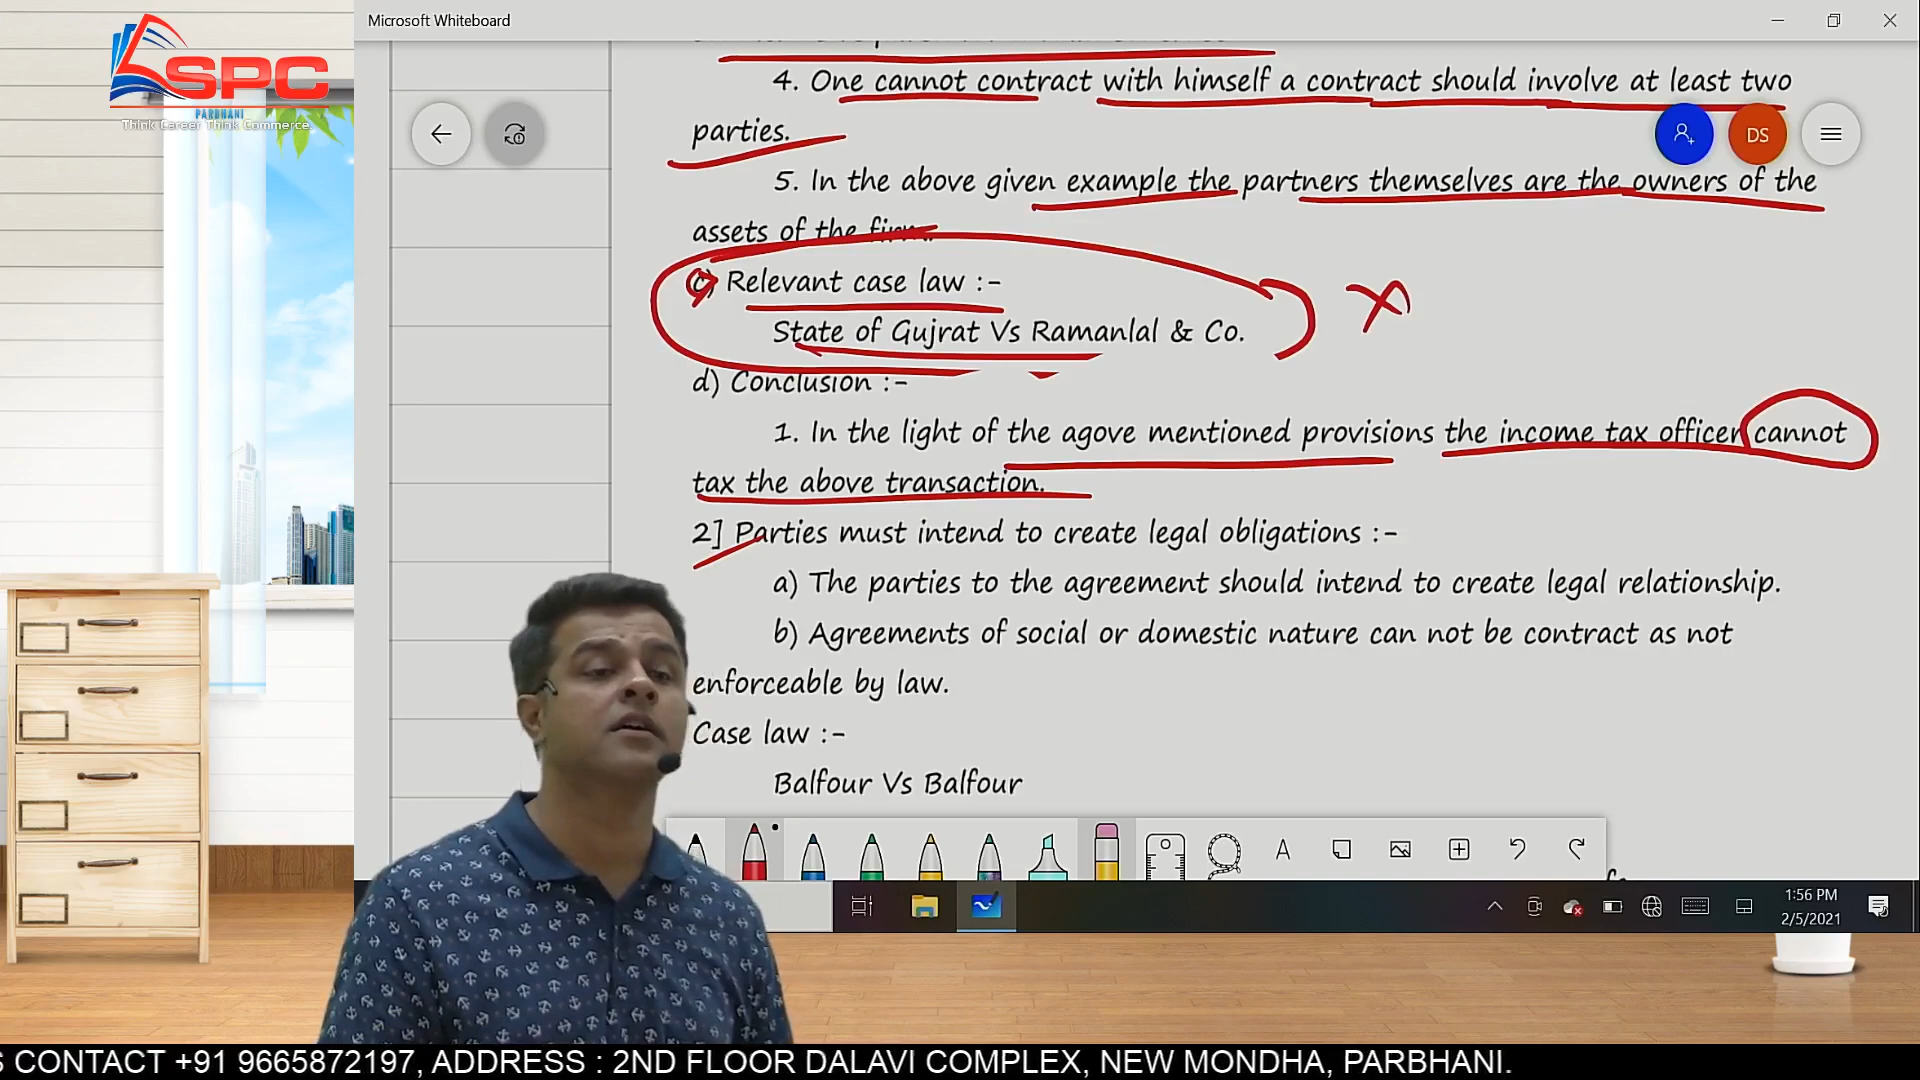 Microsoft Whiteboard
SPC
PARBHANI
Think Career Think Commerce.
4. One cannot contract with himself a contract should involve at least two
parties.
DS
5. In the above given example the partners themselves are the owners of the
assets of the firm.
c) Relevant case law :-
State of Gujrat Vs Ramanlal & Co.
d) Conclusion :-
1. In the light of the agove mentioned provisions the income tax officer cannot
tax the above transaction.
2] Parties must intend to create legal obligations :-
a) The parties to the agreement should intend to create legal relationship.
b) Agreements of social or domestic nature can not be contract as not
enforceable by law.
Case law :-
Balfour Vs Balfour
A
1:56 PM
2/5/2021
CONTACT +91 9665872197, ADDRESS : 2ND FLOOR DALAVI COMPLEX, NEW MONDHA, PARBHANI.